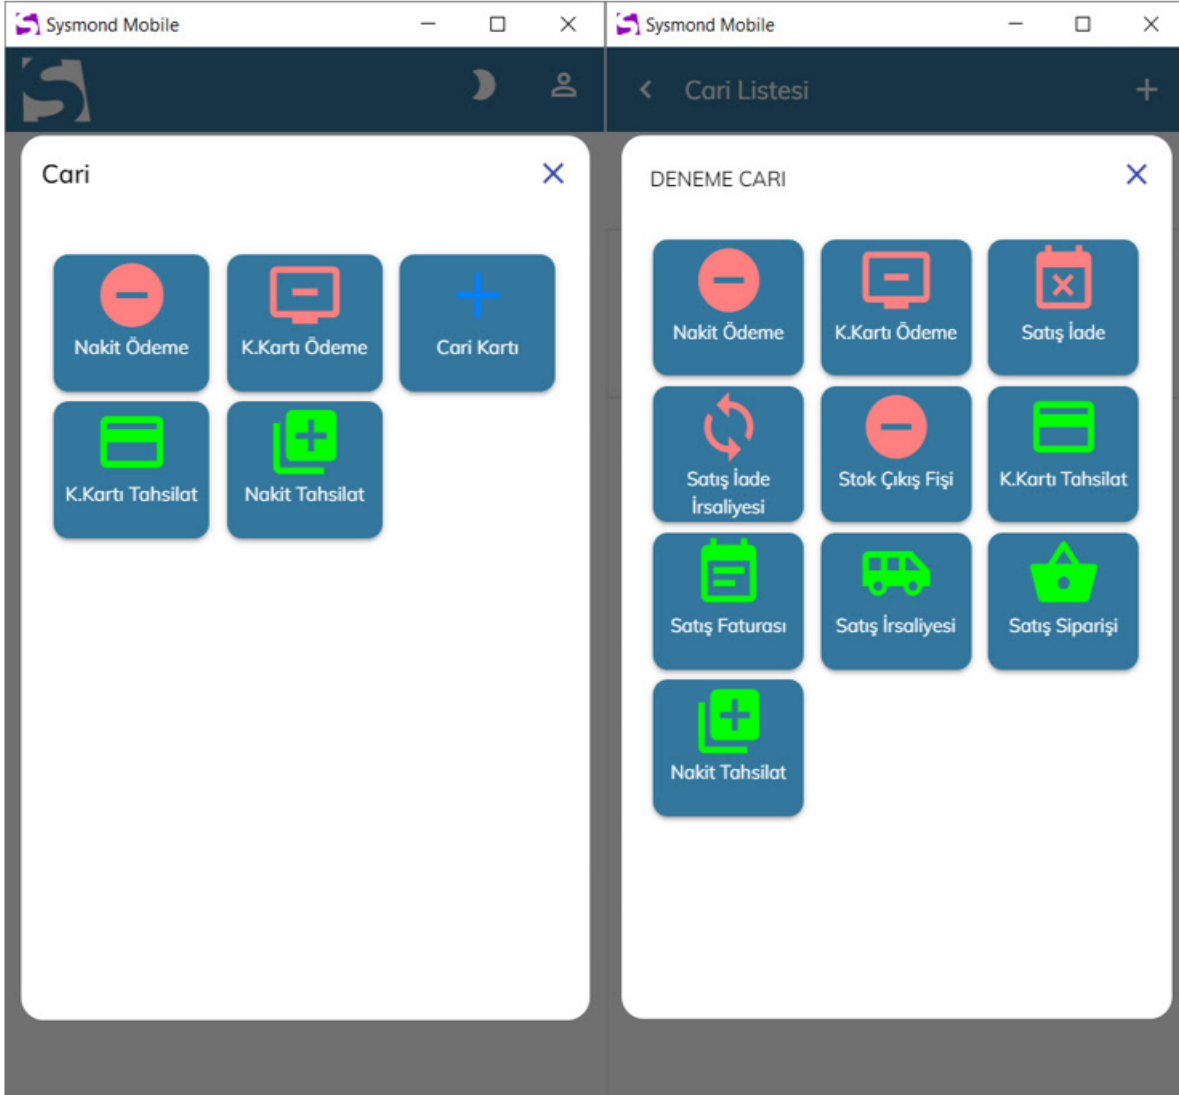 Sysmond Mobile
Cari
Nakit Ödeme
K.Kartı Ödeme
Cari Kartı
K.Kartı Tahsilat
Nakit Tahsilat
Sysmond Mobile
Cari Listesi
DENEME CARI
Nakit Ödeme
K.Kartı Ödeme
Satış İade
Satış İade
İrsaliyesi
Stok Çıkış Fişi
K.Kartı Tahsilat
Satış Faturası
Satış İrsaliyesi
Satış Siparişi
Nakit Tahsilat